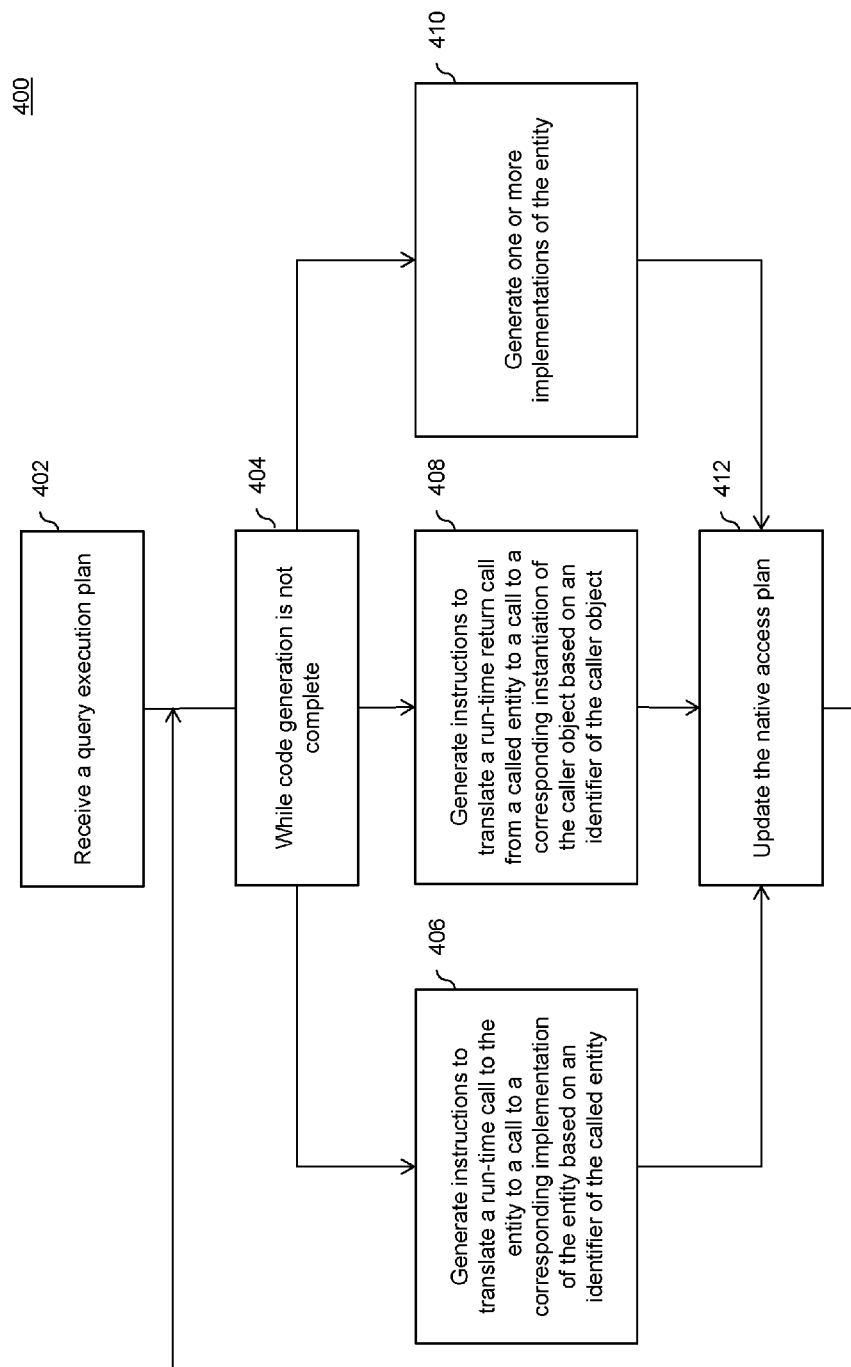 400
402
Receive a query execution plan
404
While code generation is not
complete
406
Generate instructions to
translate a run-time call to the
entity to a call to a
corresponding implementation
of the entity based on an
identifier of the called entity
408
Generate instructions to
translate a run-time return call
from a called entity to a call to a
corresponding instantiation of
the caller object based on an
identifier of the caller object
410
Generate one or more
implementations of the entity
412
Update the native access plan